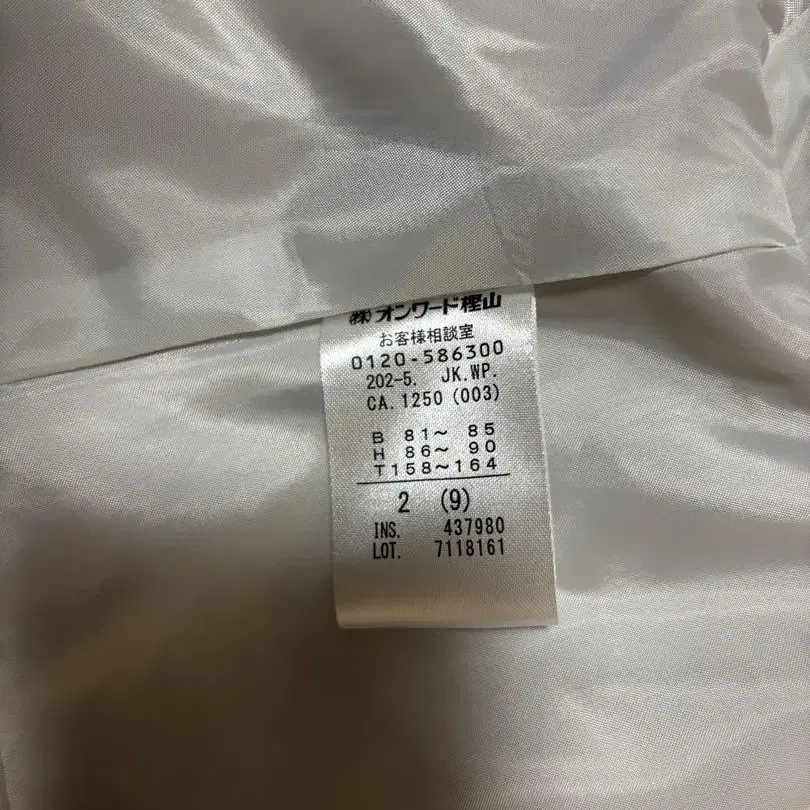 ㈱オンワード樫山
お客様相談室
0120-586300
202-5. JK.WP.
CA.1250(003)
B 81～ 85
H 86～ 90
T158～164
2 (9)
INS. 437980
LOT. 7118161